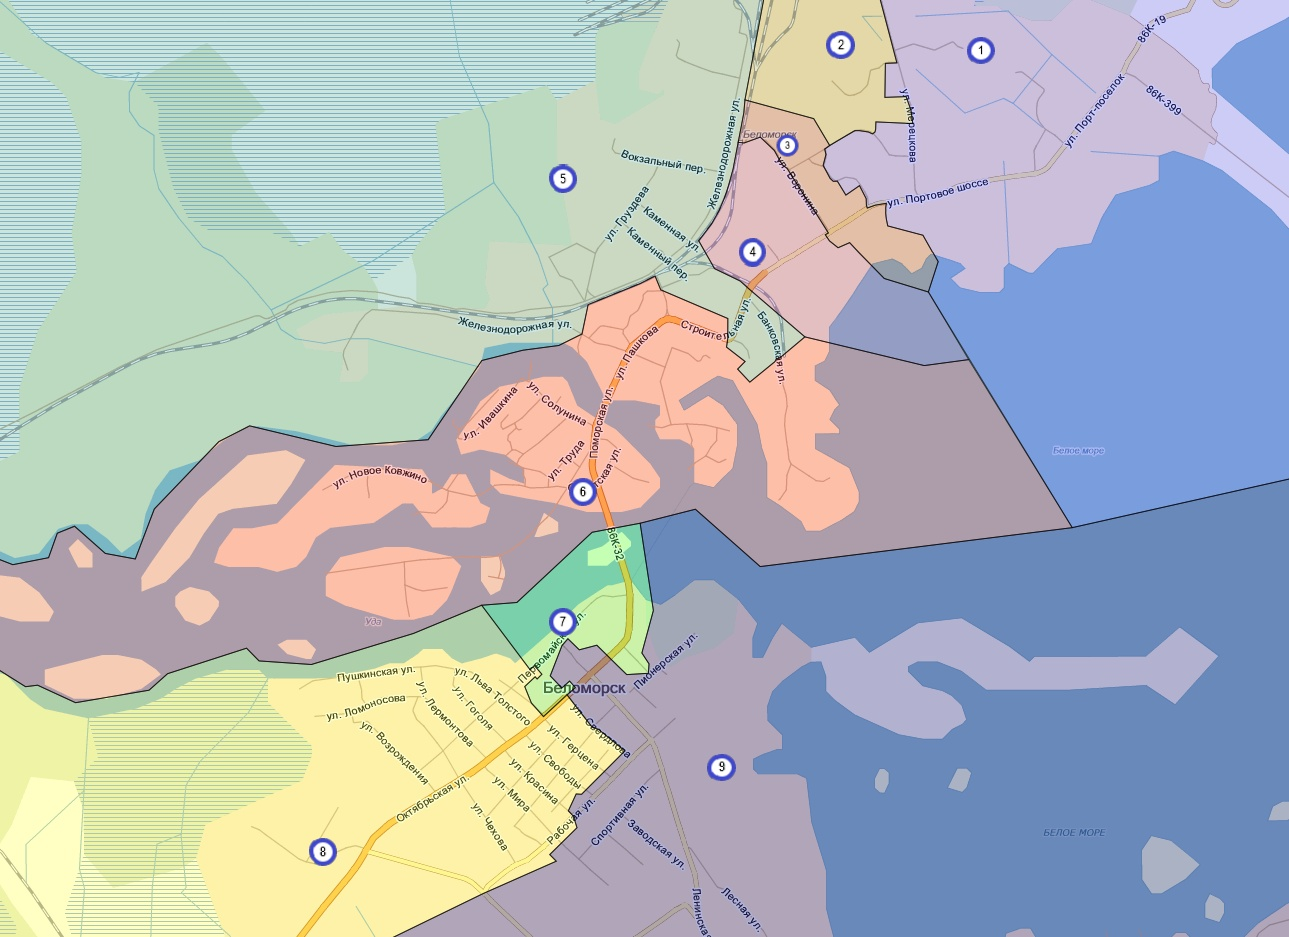 86К-19
2
1
86К-399
ул. Порт-поселок
ул. Мерецкова
Железнодорожная ул.
Беломорск
3
Вокзальный пер.
5
ул. Воронина
ул. Портовое шоссе
ул. Груздева
Каменная ул.
Каменный пер.
4
Железнодорожная ул.
Банковская ул.
ул. Пашкова
ул. Ивашкина
ул. Солунина
Поморская ул.
Белое море
ул. Труда
ул. Новое Ковжино
6
86К-32
Уда
7
Пионерская ул.
Пушкинская ул.
Беломорск
ул. Льва Толстого
ул. Ломоносова
ул. Гоголя
ул. Лермонтова
ул. Свердлова
ул. Возрождения
ул. Герцена
ул. Свободы
9
ул. Красина
Октябрьская ул.
ул. Мира
ул. Чехова
Рабочая ул.
Спортивная ул.
Заводская ул.
БЕЛОЕ МОРЕ
8
Ленинская
Лесная ул.